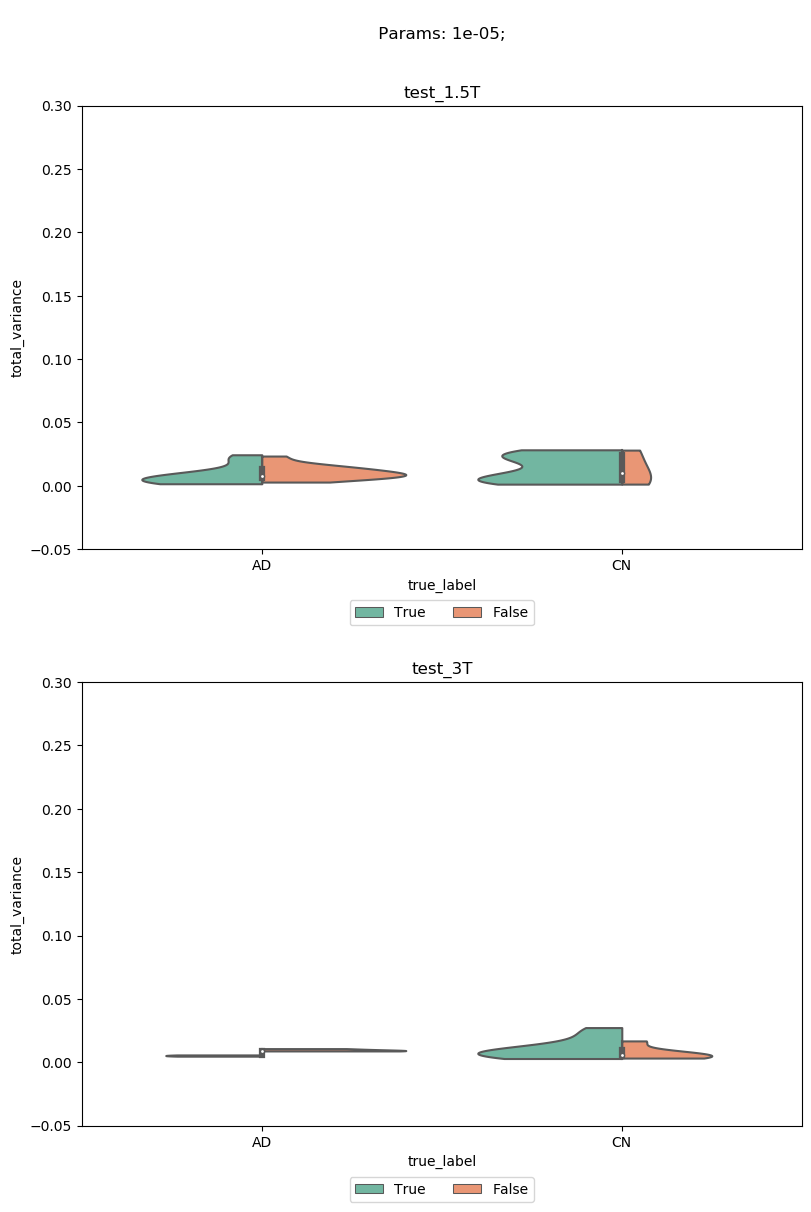 Params: 1e-05;
test_1.5T
0.30
0.25
0.20
0.15
0.10
0.05
0.00
−0.05
total_variance
AD CN
true_label
True False
test_3T
0.30
0.25
0.20
0.15
0.10
0.05
0.00
−0.05
total_variance
AD CN
true_label
True False